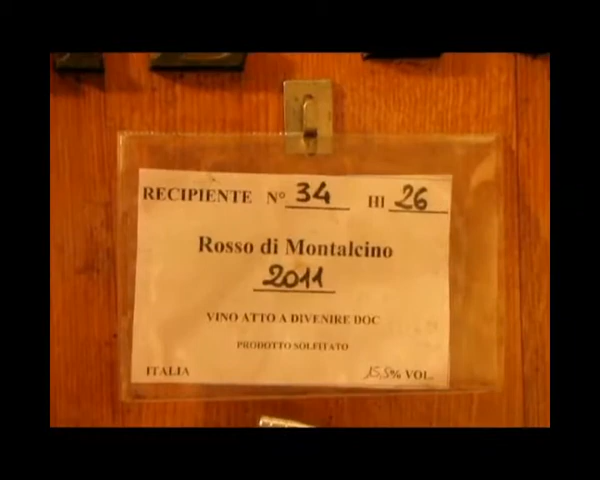 RECIPIENTE N° 34 Hl 26
Rosso di Montalcino
2011
VINO ATTO A DIVENIRE DOC
PRODOTTO SOLFITATO
ITALIA 15,5% VOL.